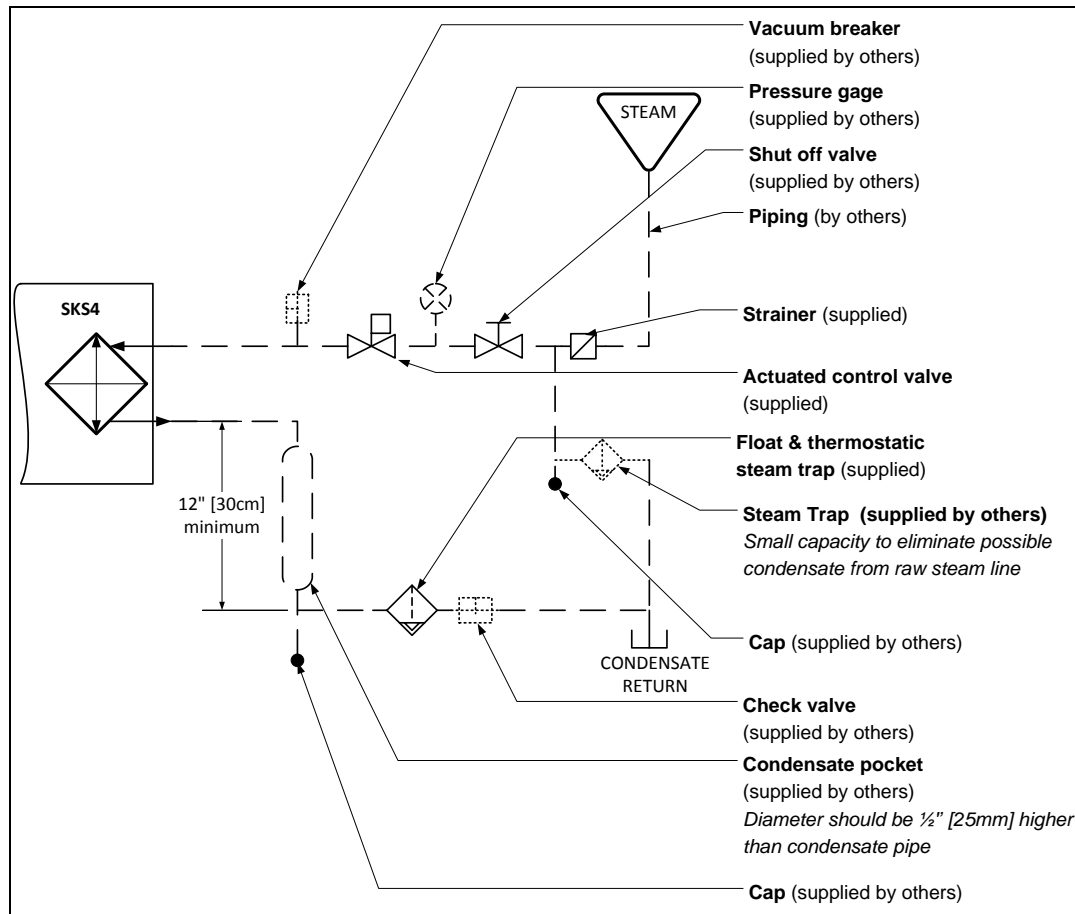 Vacuum breaker
(supplied by others)
Pressure gage
(supplied by others)
STEAM
Shut off valve
(supplied by others)
Piping (by others)
SKS4
Strainer (supplied)
Actuated control valve
(supplied)
Float & thermostatic
steam trap (supplied)
12" [30cm]
minimum
Steam Trap (supplied by others)
Small capacity to eliminate possible
condensate from raw steam line
Cap (supplied by others)
CONDENSATE
RETURN
Check valve
(supplied by others)
Condensate pocket
(supplied by others)
Diameter should be ½" [25mm] higher
than condensate pipe
Cap (supplied by others)